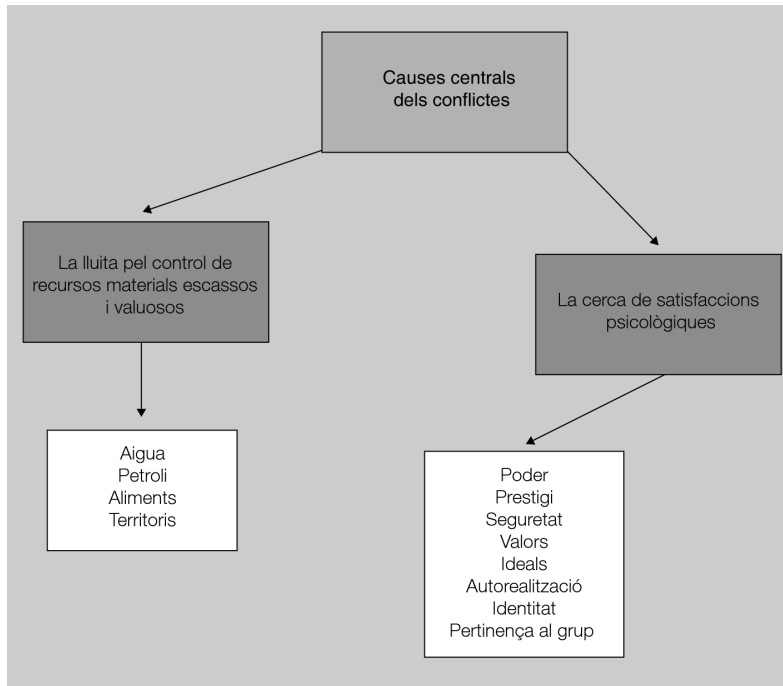 Causes centrals
dels conflictes
La lluita pel control de
recursos materials escassos
i valuosos
La cerca de satisfaccions
psicològiques
Aigua
Petroli
Aliments
Territoris
Poder
Prestigi
Seguretat
Valors
Ideals
Autorealització
Identitat
Pertinença al grup